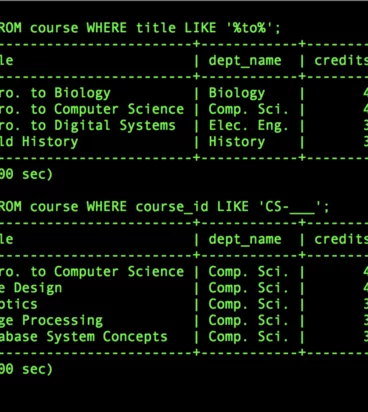 ROM course WHERE title LIKE '%to%';
----------------------+------------+--------
le | dept_name | credits
----------------------+------------+--------
ro. to Biology | Biology | 4
ro. to Computer Science | Comp. Sci. | 4
ro. to Digital Systems | Elec. Eng. | 3
ld History | History | 3
----------------------+------------+--------
00 sec)
ROM course WHERE course_id LIKE 'CS-___';
----------------------+------------+--------
le | dept_name | credits
----------------------+------------+--------
ro. to Computer Science | Comp. Sci. | 4
e Design | Comp. Sci. | 4
otics | Comp. Sci. | 3
ge Processing | Comp. Sci. | 3
abase System Concepts | Comp. Sci. | 3
----------------------+------------+--------
00 sec)